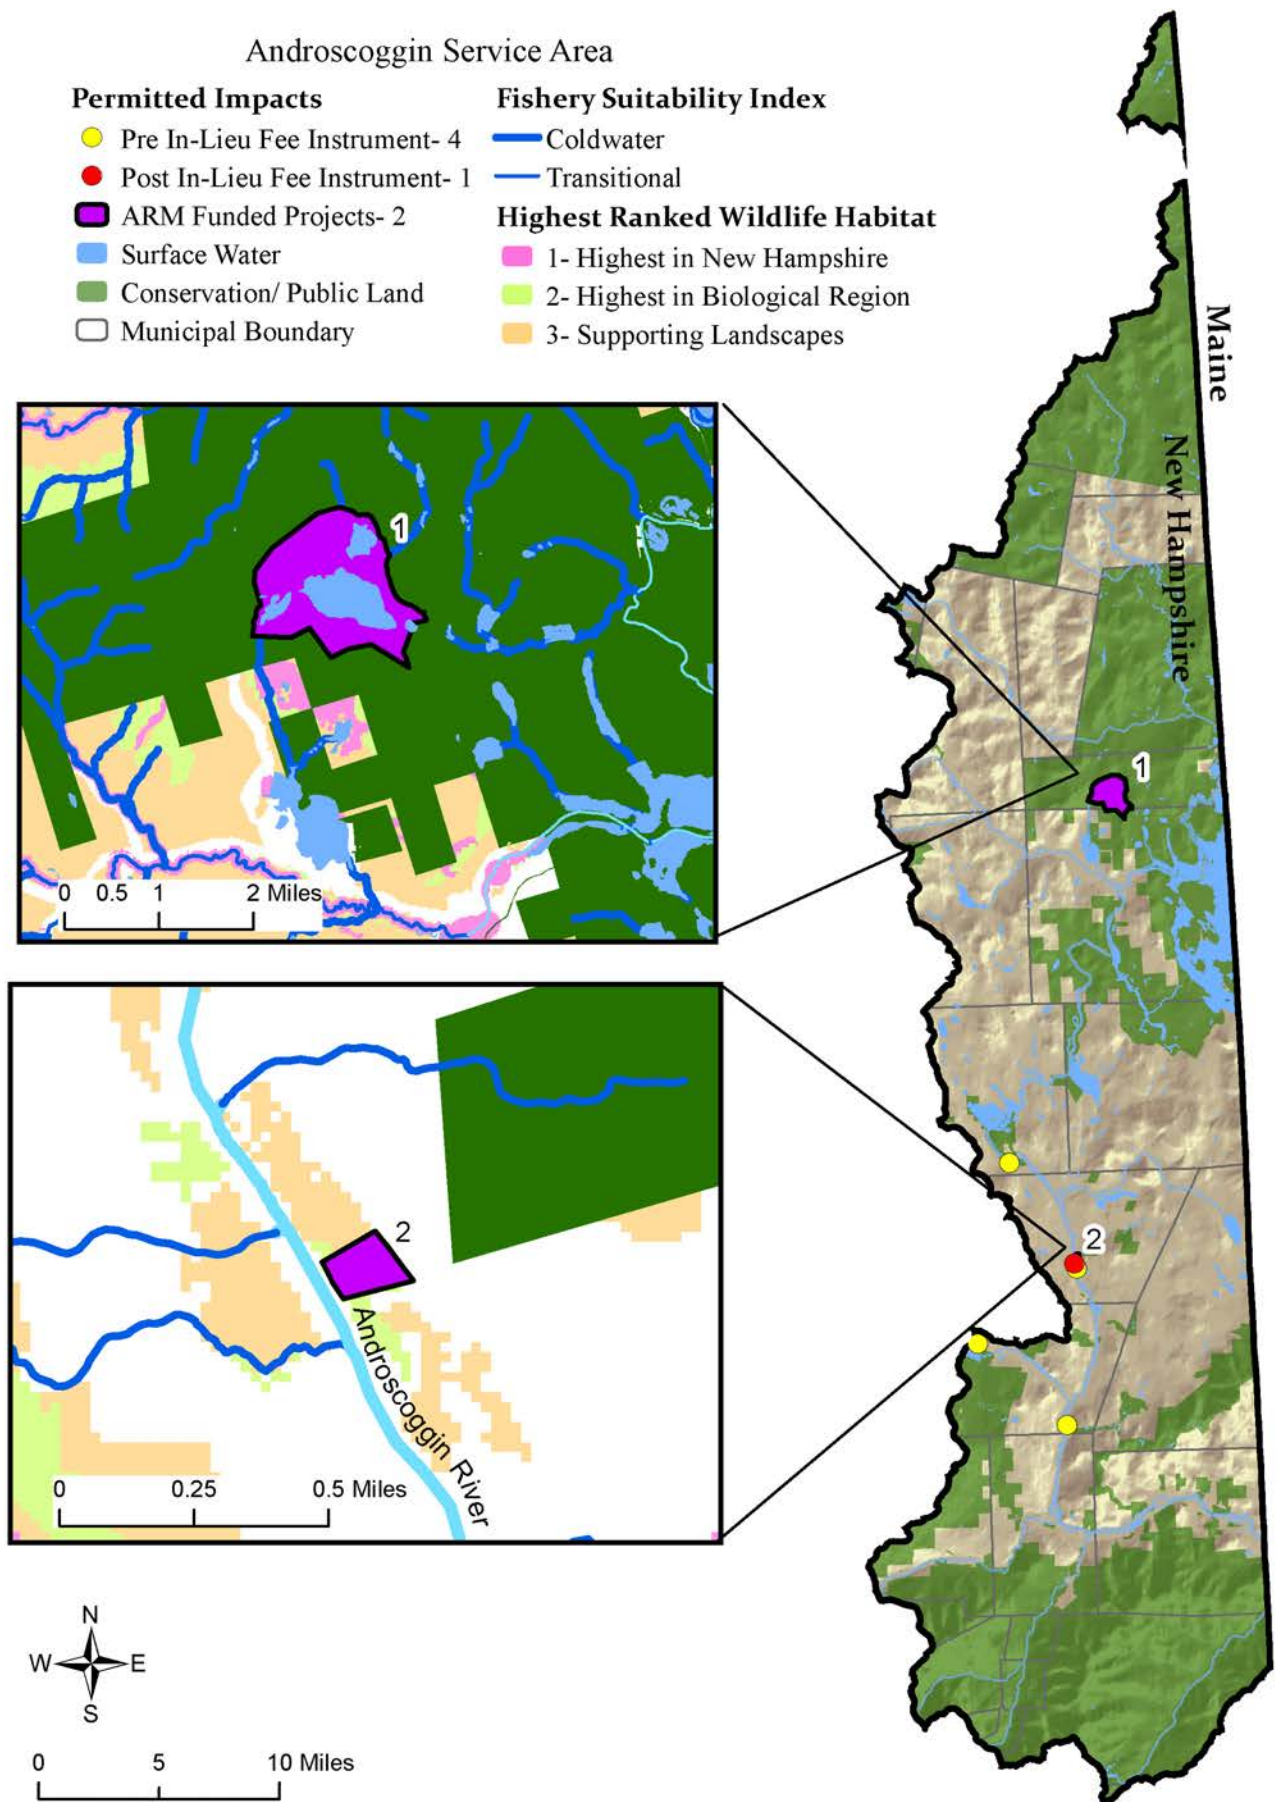 Androscoggin Service Area
Permitted Impacts
Pre In-Lieu Fee Instrument- 4
Post In-Lieu Fee Instrument- 1
ARM Funded Projects- 2
Surface Water
Conservation/ Public Land
Municipal Boundary
Fishery Suitability Index
Coldwater
Transitional
Highest Ranked Wildlife Habitat
1- Highest in New Hampshire
2- Highest in Biological Region
3- Supporting Landscapes
Maine
New Hampshire
1
0 0.5 1 2 Miles
1
2
Androscoggin River
0 0.25 0.5 Miles
2
N
W E
S
0 5 10 Miles